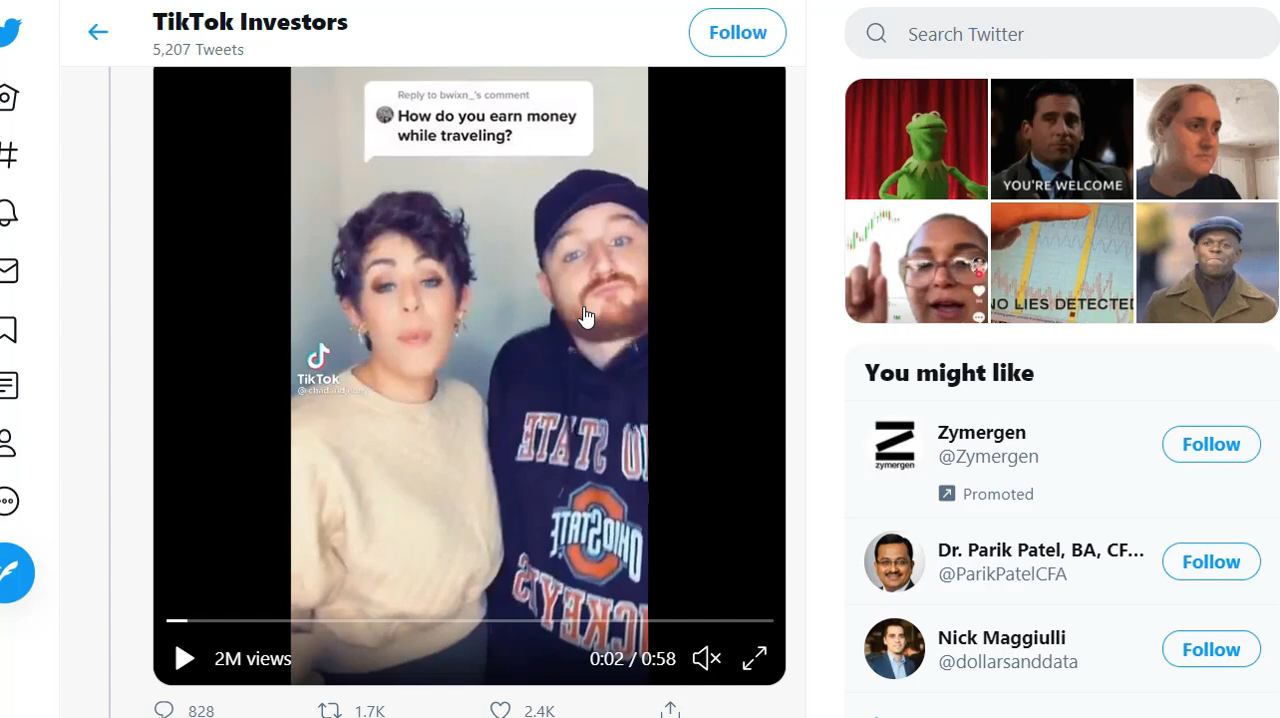 TikTok Investors
5,207 Tweets
Follow
Search Twitter
Reply to bwixn_'s comment
How do you earn money
while traveling?
TikTok
OHIO STATE
BUCKEYES
2M views
0:02 / 0:58
828
1.7K
2.4K
YOU'RE WELCOME
NO LIES DETECTED
You might like
zymergen
Zymergen
@Zymergen
Follow
Promoted
Dr. Parik Patel, BA, CF...
@ParikPatelCFA
Follow
Nick Maggiulli
@dollarsanddata
Follow